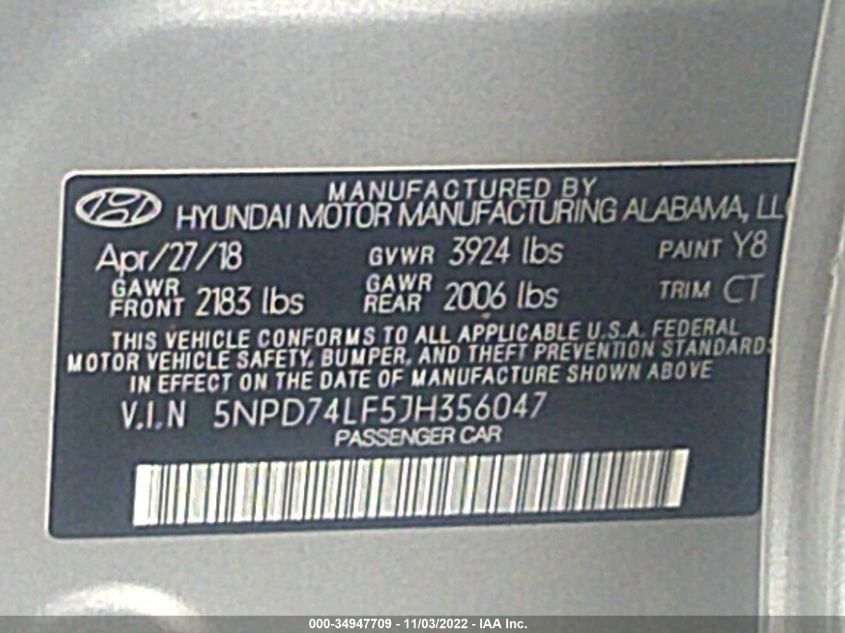 MANUFACTURED BY
HYUNDAI MOTOR MANUFACTURING ALABAMA, LL
Apr/27/18 GVWR 3924 lbs PAINT Y8
GAWR FRONT 2183 lbs GAWR REAR 2006 lbs TRIM CT
THIS VEHICLE CONFORMS TO ALL APPLICABLE U.S.A. FEDERAL
MOTOR VEHICLE SAFETY, BUMPER, AND THEFT PREVENTION STANDARDS
IN EFFECT ON THE DATE OF MANUFACTURE SHOWN ABOVE
V.I.N 5NPD74LF5JH356047
PASSENGER CAR
000-34947709 - 11/03/2022 - IAA Inc.